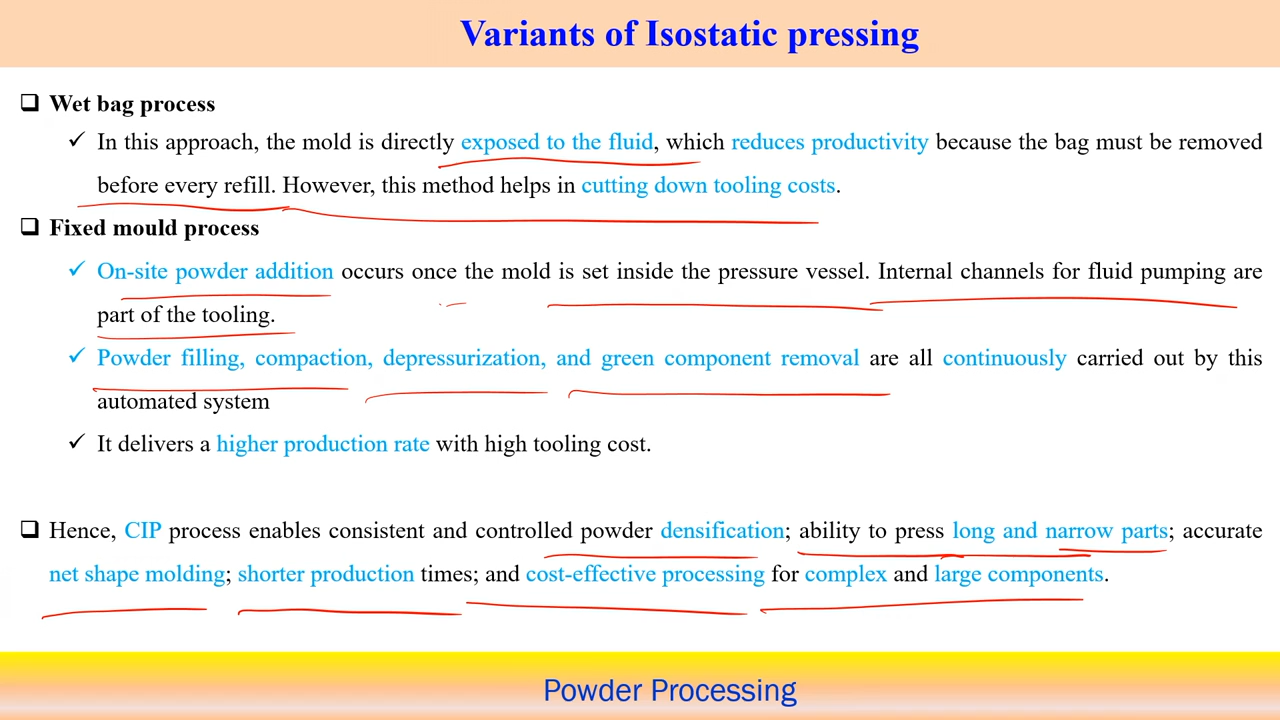 Variants of Isostatic pressing
❑ Wet bag process
✓ In this approach, the mold is directly exposed to the fluid, which reduces productivity because the bag must be removed
before every refill. However, this method helps in cutting down tooling costs.
❑ Fixed mould process
✓ On-site powder addition occurs once the mold is set inside the pressure vessel. Internal channels for fluid pumping are
part of the tooling.
✓ Powder filling, compaction, depressurization, and green component removal are all continuously carried out by this
automated system
✓ It delivers a higher production rate with high tooling cost.
❑ Hence, CIP process enables consistent and controlled powder densification; ability to press long and narrow parts; accurate
net shape molding; shorter production times; and cost-effective processing for complex and large components.
Powder Processing